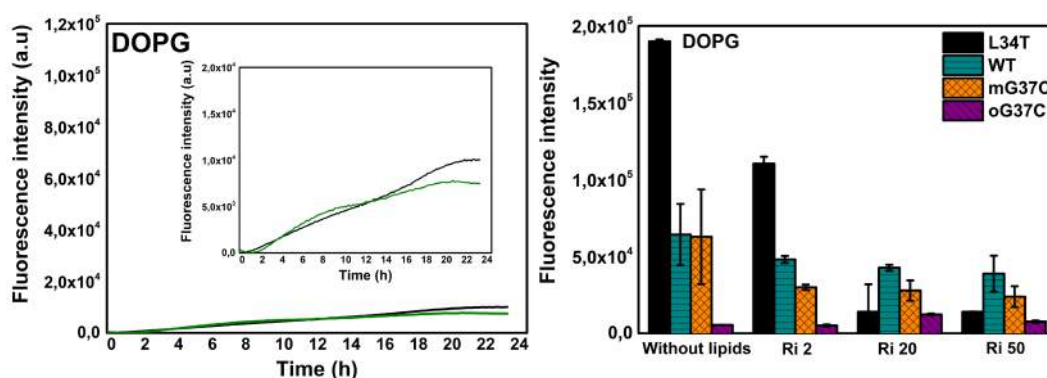 DOPG
Fluorescence intensity (a.u)
1,2x10⁵
1,0x10⁵
8,0x10⁴
6,0x10⁴
4,0x10⁴
2,0x10⁴
0,0
0 2 4 6 8 10 12 14 16 18 20 22 24
Time (h)
Fluorescence intensity (a.u)
2,0x10⁴
1,5x10⁴
1,0x10⁴
5,0x10³
0,0
0 2 4 6 8 10 12 14 16 18 20 22 24
Time (h)
DOPG
Fluorescence intensity
2,0x10⁵
1,5x10⁵
1,0x10⁵
5,0x10⁴
0,0
L34T
WT
mG37C
oG37C
Without lipids Ri 2 Ri 20 Ri 50